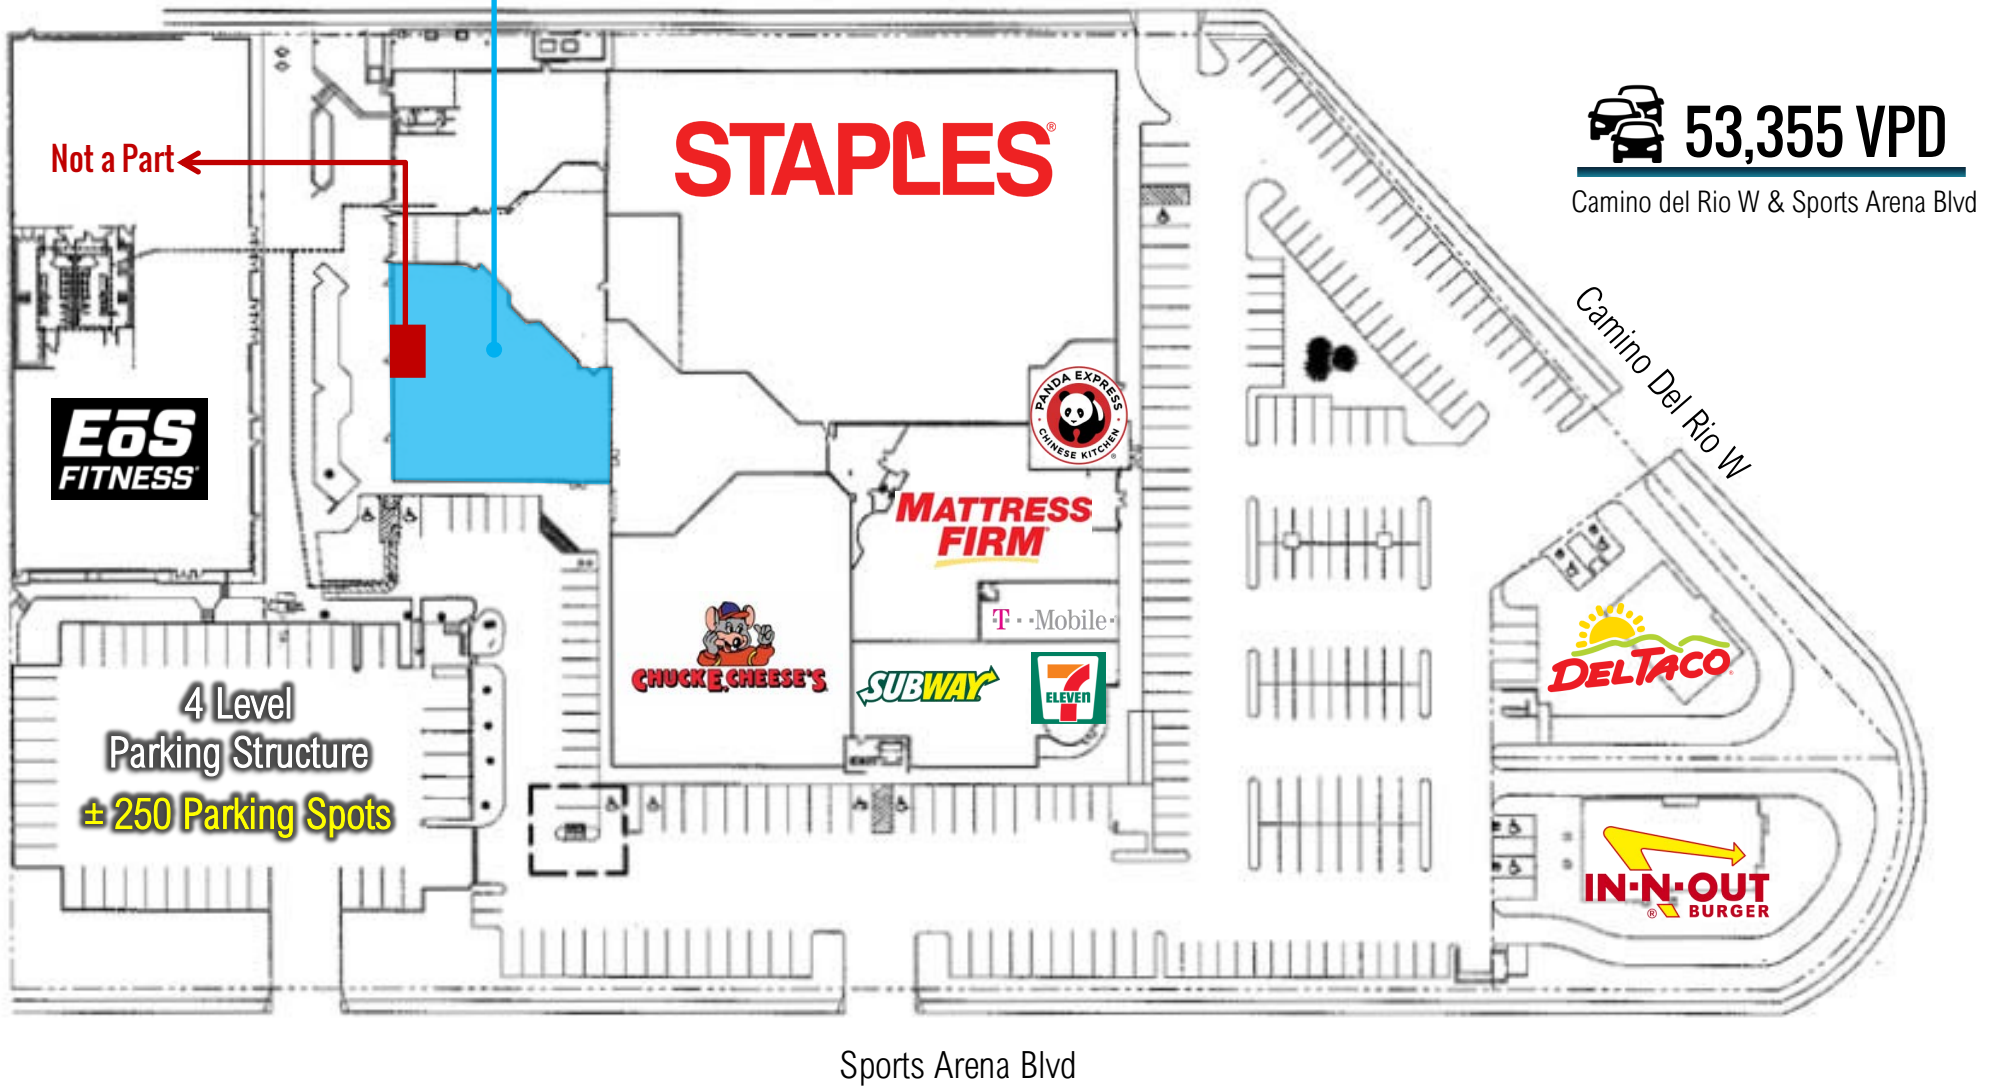 53,355 VPD
Camino del Rio W & Sports Arena Blvd
Not a Part
STAPLES®
Camino Del Rio W
PANDA EXPRESS
CHINESE KITCHEN
EōS
FITNESS
MATTRESS
FIRM
T··Mobile·
CHUCK E. CHEESE'S
SUBWAY
7
ELEVEN
DEL TACO
4 Level
Parking Structure
± 250 Parking Spots
IN-N-OUT
® BURGER
Sports Arena Blvd